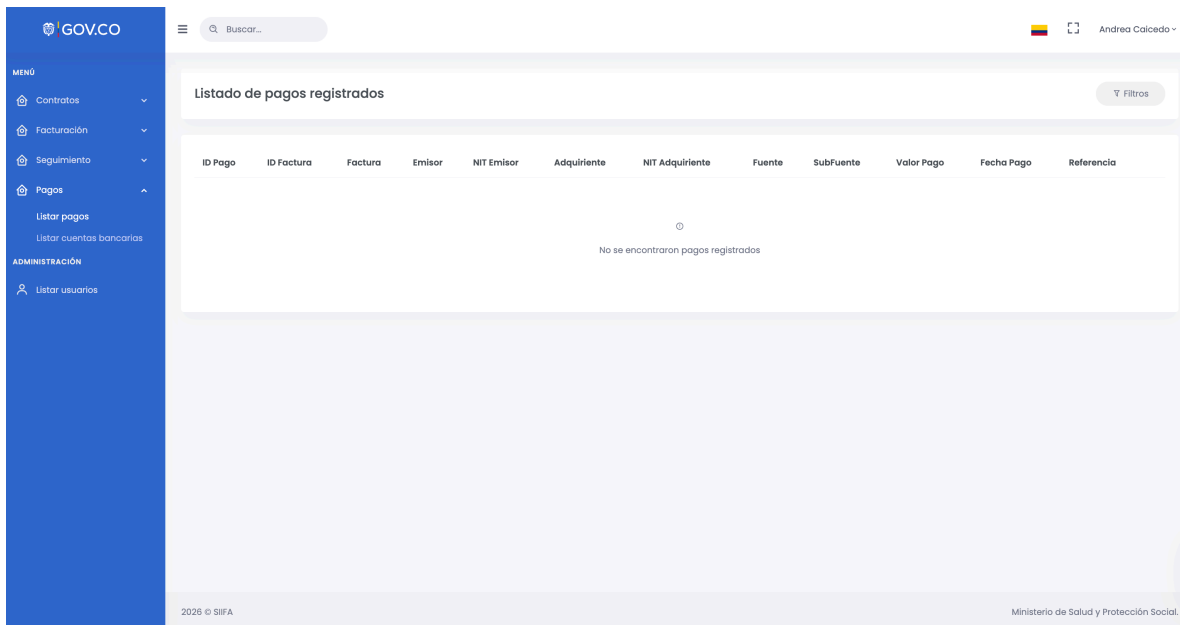 GOV.CO
Buscar...
Andrea Caicedo
MENÚ
Contratos
Facturación
Seguimiento
Pagos
Listar pagos
Listar cuentas bancarias
ADMINISTRACIÓN
Listar usuarios
Listado de pagos registrados
Filtros
ID Pago ID Factura Factura Emisor NIT Emisor Adquiriente NIT Adquiriente Fuente SubFuente Valor Pago Fecha Pago Referencia
No se encontraron pagos registrados
2026 © SIIFA
Ministerio de Salud y Protección Social.